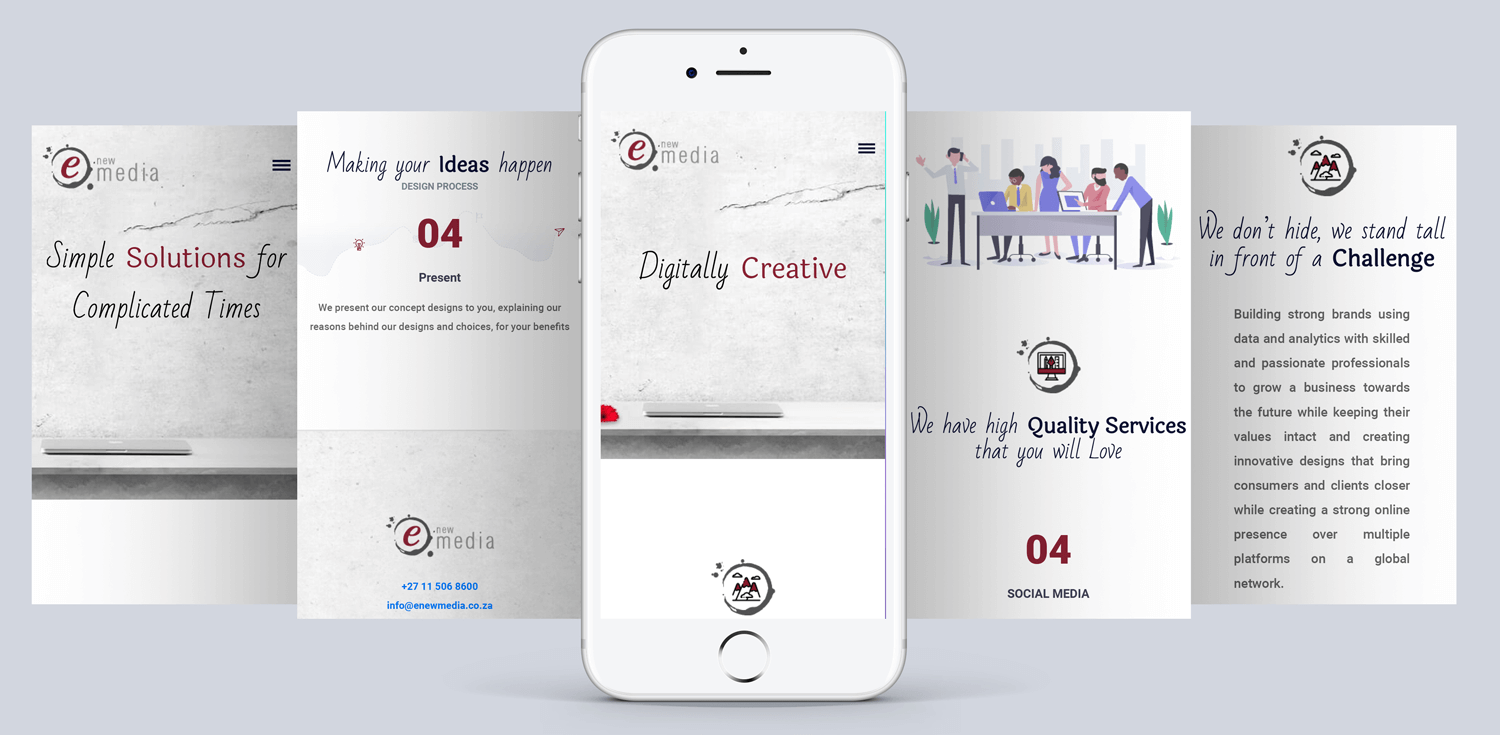 e new
media
Simple Solutions for
Complicated Times
Making your Ideas happen
DESIGN PROCESS
04
Present
We present our concept designs to you, explaining our
reasons behind our designs and choices, for your benefits
e new
media
+27 11 506 8600
info@enewmedia.co.za
e new
media
Digitally Creative
We have high Quality Services
that you will Love
04
SOCIAL MEDIA
We don't hide, we stand tall
in front of a Challenge
Building strong brands using
data and analytics with skilled
and passionate professionals
to grow a business towards
the future while keeping their
values intact and creating
innovative designs that bring
consumers and clients closer
while creating a strong online
presence over multiple
platforms on a global
network.